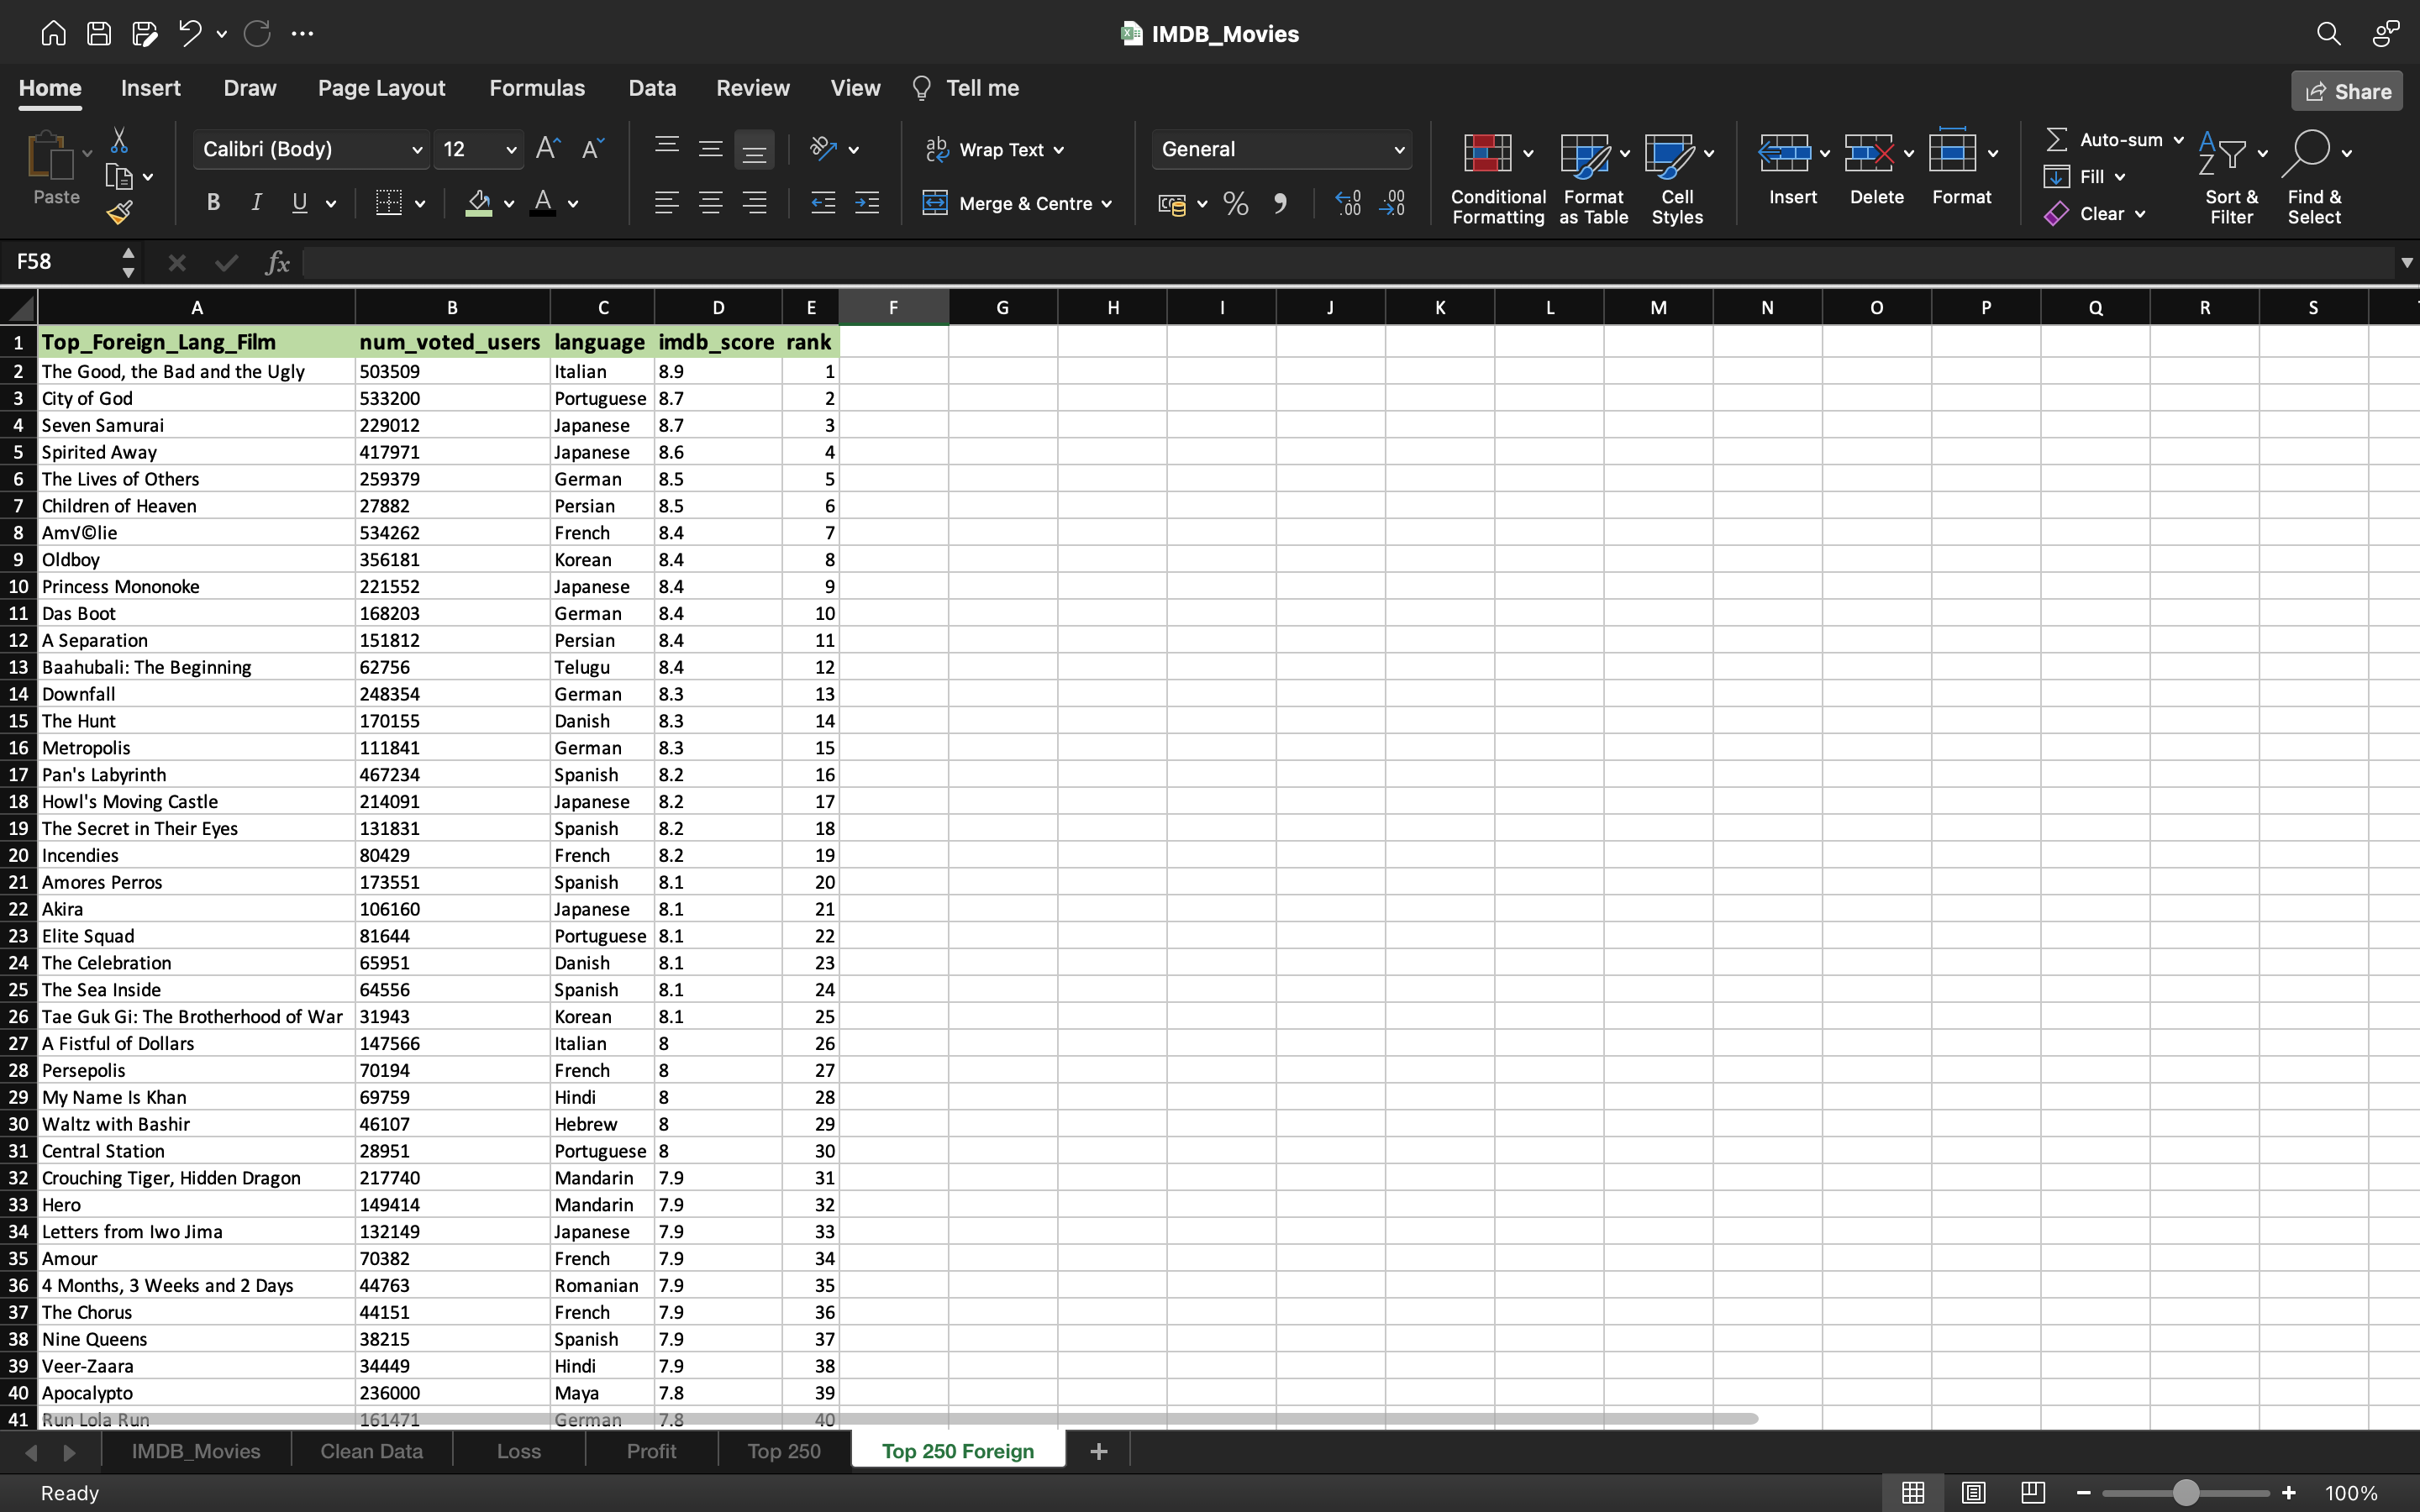 IMDB_Movies
Home Insert Draw Page Layout Formulas Data Review View Tell me Share
Paste Calibri (Body) 12 Wrap Text General Auto-sum
B I U A Merge & Centre Conditional Formatting Format as Table Cell Styles Insert Delete Format Fill Clear Sort & Filter Find & Select
F58 fx
A B C D E F G H I J K L M N O P Q R S
1 Top_Foreign_Lang_Film num_voted_users language imdb_score rank
2 The Good, the Bad and the Ugly 503509 Italian 8.9 1
3 City of God 533200 Portuguese 8.7 2
4 Seven Samurai 229012 Japanese 8.7 3
5 Spirited Away 417971 Japanese 8.6 4
6 The Lives of Others 259379 German 8.5 5
7 Children of Heaven 27882 Persian 8.5 6
8 Am√©lie 534262 French 8.4 7
9 Oldboy 356181 Korean 8.4 8
10 Princess Mononoke 221552 Japanese 8.4 9
11 Das Boot 168203 German 8.4 10
12 A Separation 151812 Persian 8.4 11
13 Baahubali: The Beginning 62756 Telugu 8.4 12
14 Downfall 248354 German 8.3 13
15 The Hunt 170155 Danish 8.3 14
16 Metropolis 111841 German 8.3 15
17 Pan's Labyrinth 467234 Spanish 8.2 16
18 Howl's Moving Castle 214091 Japanese 8.2 17
19 The Secret in Their Eyes 131831 Spanish 8.2 18
20 Incendies 80429 French 8.2 19
21 Amores Perros 173551 Spanish 8.1 20
22 Akira 106160 Japanese 8.1 21
23 Elite Squad 81644 Portuguese 8.1 22
24 The Celebration 65951 Danish 8.1 23
25 The Sea Inside 64556 Spanish 8.1 24
26 Tae Guk Gi: The Brotherhood of War 31943 Korean 8.1 25
27 A Fistful of Dollars 147566 Italian 8 26
28 Persepolis 70194 French 8 27
29 My Name Is Khan 69759 Hindi 8 28
30 Waltz with Bashir 46107 Hebrew 8 29
31 Central Station 28951 Portuguese 8 30
32 Crouching Tiger, Hidden Dragon 217740 Mandarin 7.9 31
33 Hero 149414 Mandarin 7.9 32
34 Letters from Iwo Jima 132149 Japanese 7.9 33
35 Amour 70382 French 7.9 34
36 4 Months, 3 Weeks and 2 Days 44763 Romanian 7.9 35
37 The Chorus 44151 French 7.9 36
38 Nine Queens 38215 Spanish 7.9 37
39 Veer-Zaara 34449 Hindi 7.9 38
40 Apocalypto 236000 Maya 7.8 39
41 Run Lola Run 161471 German 7.8 40
IMDB_Movies Clean Data Loss Profit Top 250 Top 250 Foreign +
Ready 100%